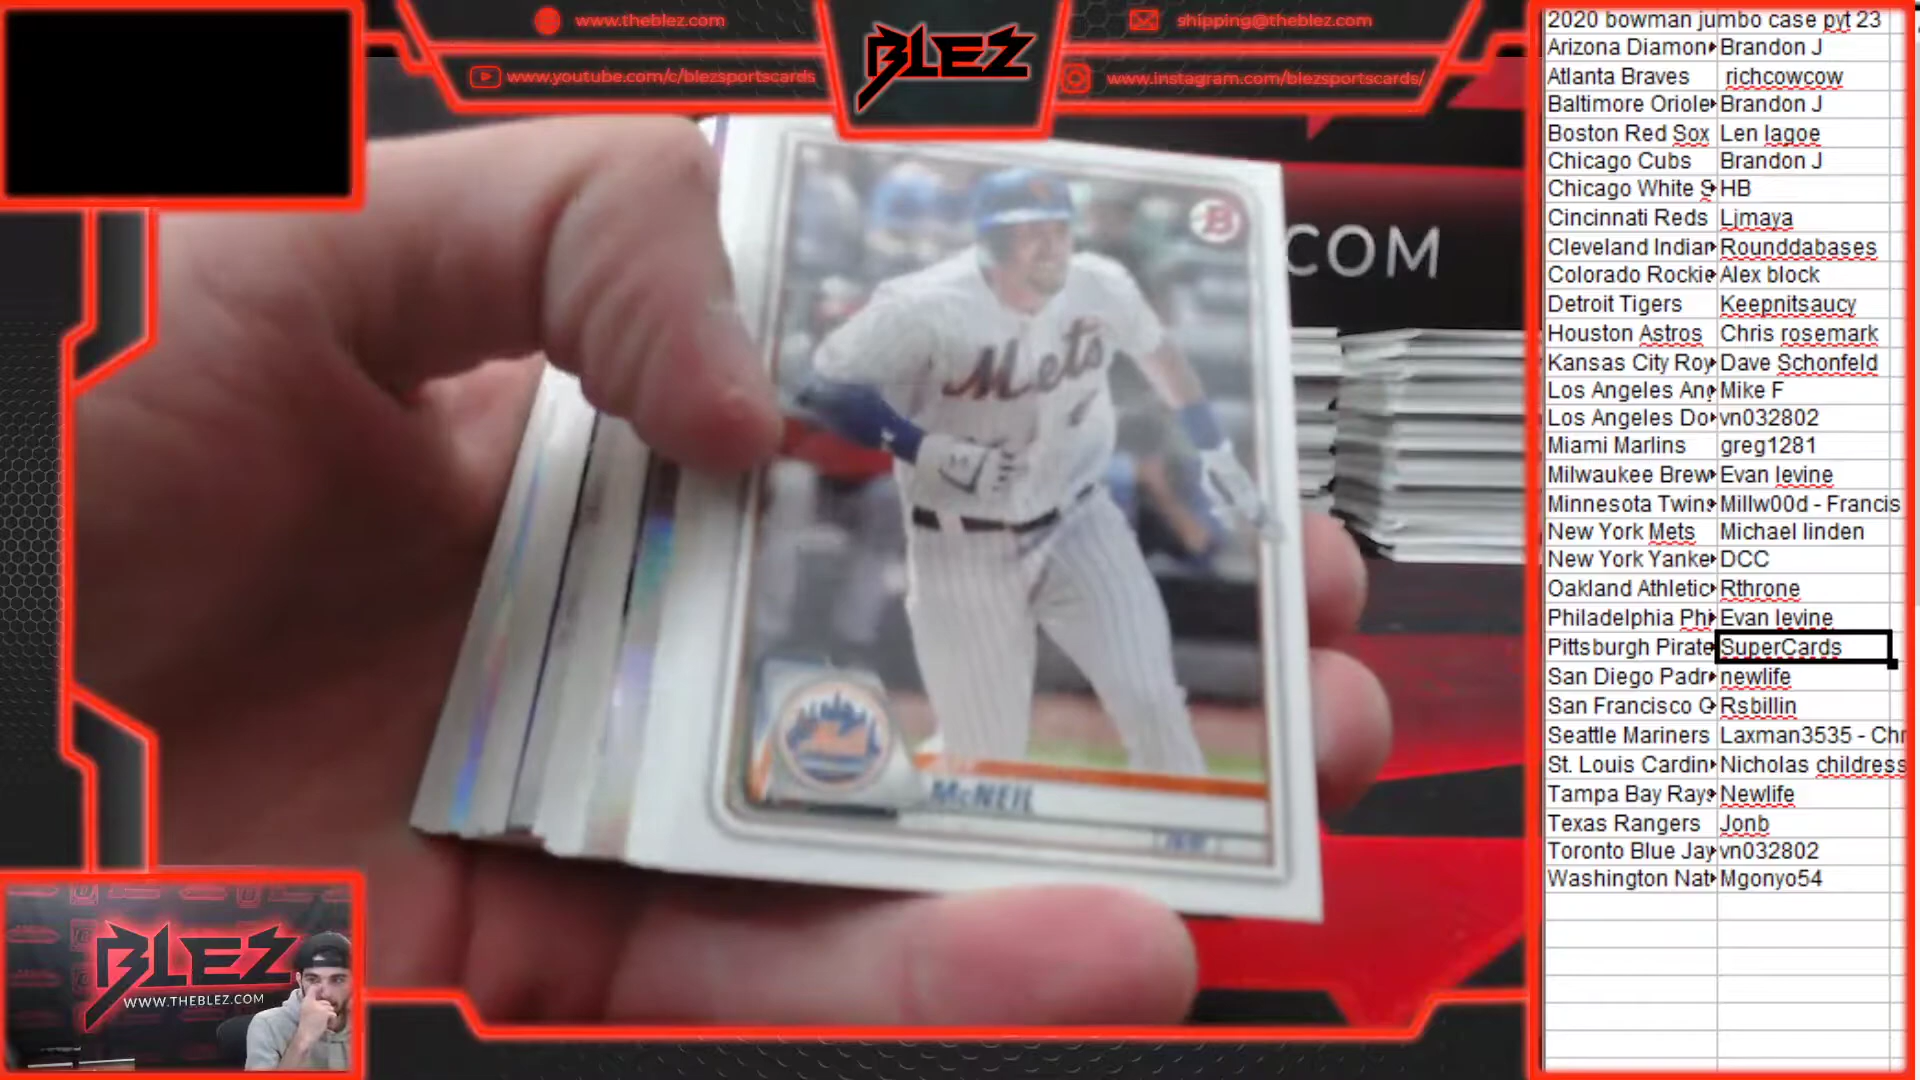 www.theblez.com
www.youtube.com/c/blezsportscards
BLEZ
shipping@theblez.com
www.instagram.com/blezsportscards/
.COM
Mets
McNEIL
BLEZ
WWW.THEBLEZ.COM
2020 bowman jumbo case pyt 23
Arizona Diamon Brandon J
Atlanta Braves richcowcow
Baltimore Oriole Brandon J
Boston Red Sox Len lagoe
Chicago Cubs Brandon J
Chicago White S HB
Cincinnati Reds Ljmaya
Cleveland Indian Rounddabases
Colorado Rockie Alex block
Detroit Tigers Keepnitsaucy
Houston Astros Chris rosemark
Kansas City Roy Dave Schonfeld
Los Angeles Ang Mike F
Los Angeles Do vn032802
Miami Marlins greg1281
Milwaukee Brew Evan levine
Minnesota Twins Millw00d - Francis
New York Mets Michael linden
New York Yanke DCC
Oakland Athletic Rthrone
Philadelphia Phi Evan levine
Pittsburgh Pirate SuperCards
San Diego Padr newlife
San Francisco G Rsbillin
Seattle Mariners Laxman3535 - Chr
St. Louis Cardin Nicholas childress
Tampa Bay Rays Newlife
Texas Rangers Jonb
Toronto Blue Jay vn032802
Washington Nat Mgonyo54